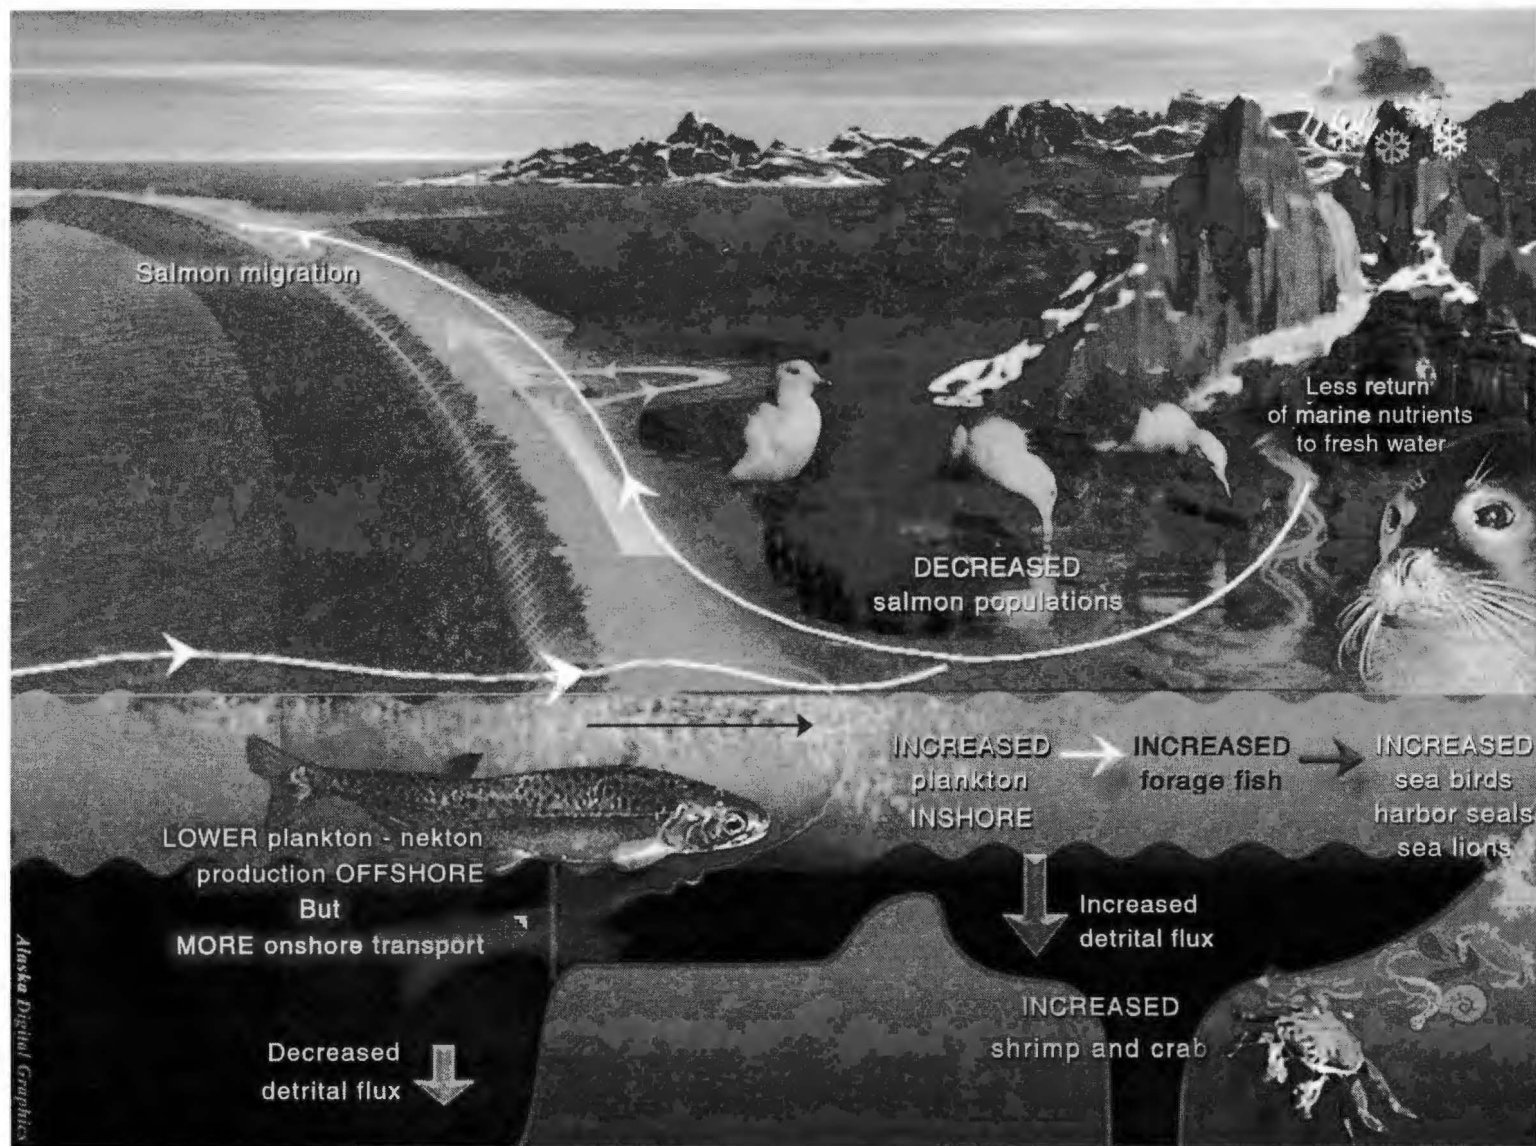 Salmon migration
Less return
of marine nutrients
to fresh water
DECREASED
salmon populations
INCREASED
plankton
INSHORE
INCREASED
forage fish
INCREASED
sea birds
harbor seals
sea lions
LOWER plankton - nekton
production OFFSHORE
But
MORE onshore transport
Increased
detrital flux
INCREASED
shrimp and crab
Decreased
detrital flux
Alaska Digital Graphics